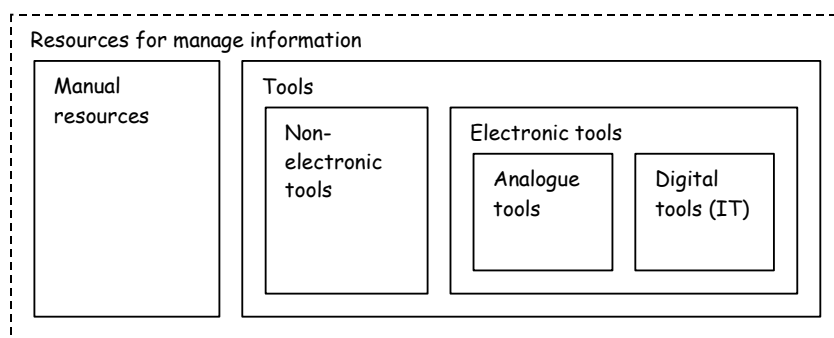 Resources for manage information
Manual
resources
Tools
Non-
electronic
tools
Electronic tools
Analogue
tools
Digital
tools (IT)